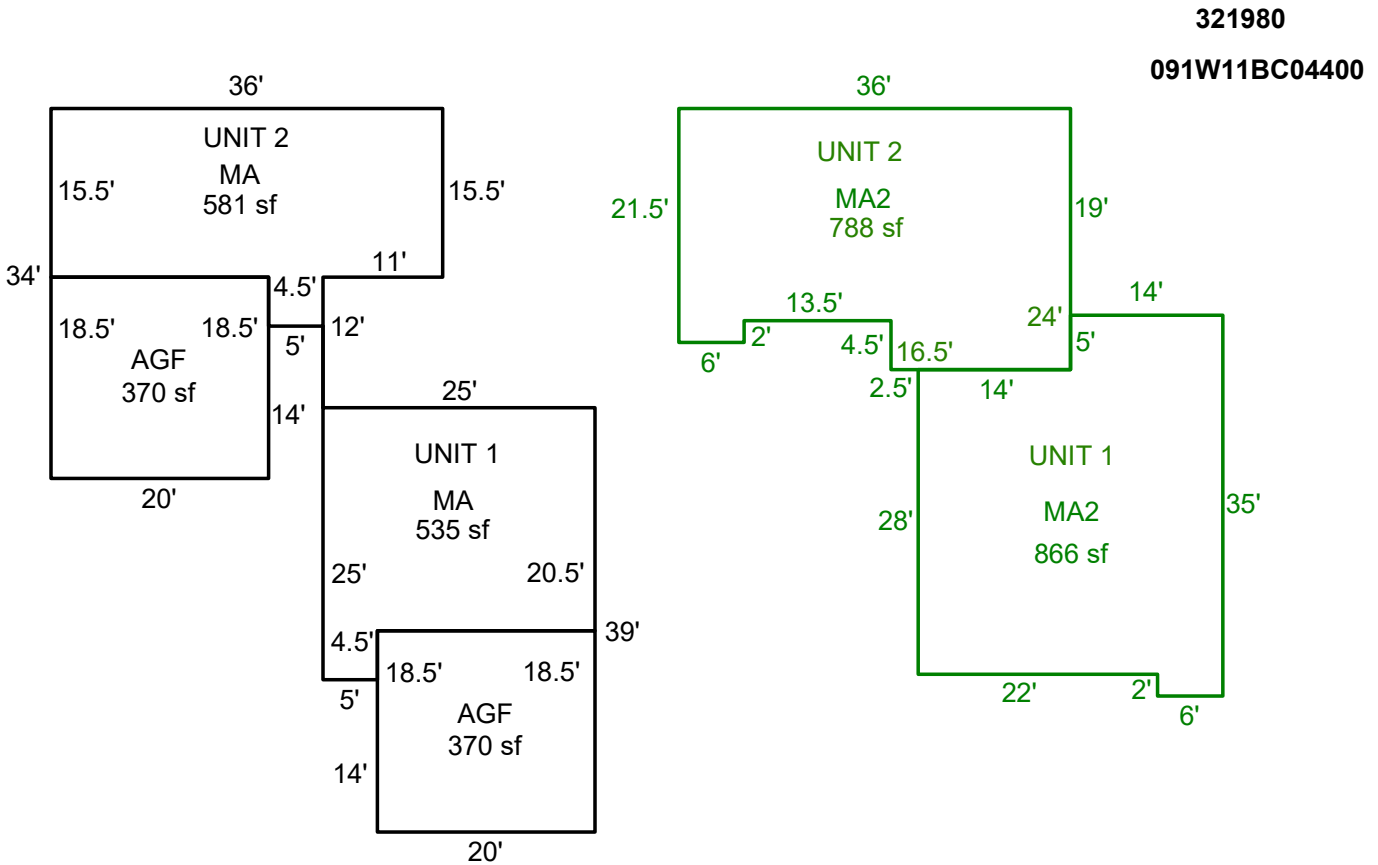 321980
091W11BC04400
36'
UNIT 2
MA
581 sf
15.5'
15.5'
11'
34'
4.5'
18.5'
18.5'
12'
5'
AGF
370 sf
14'
20'
25'
UNIT 1
MA
535 sf
25'
20.5'
4.5'
39'
18.5'
18.5'
5'
AGF
370 sf
14'
20'
36'
UNIT 2
MA2
788 sf
21.5'
19'
13.5'
14'
24'
2'
4.5'
5'
6'
16.5'
2.5'
14'
UNIT 1
MA2
866 sf
28'
35'
22'
2'
6'